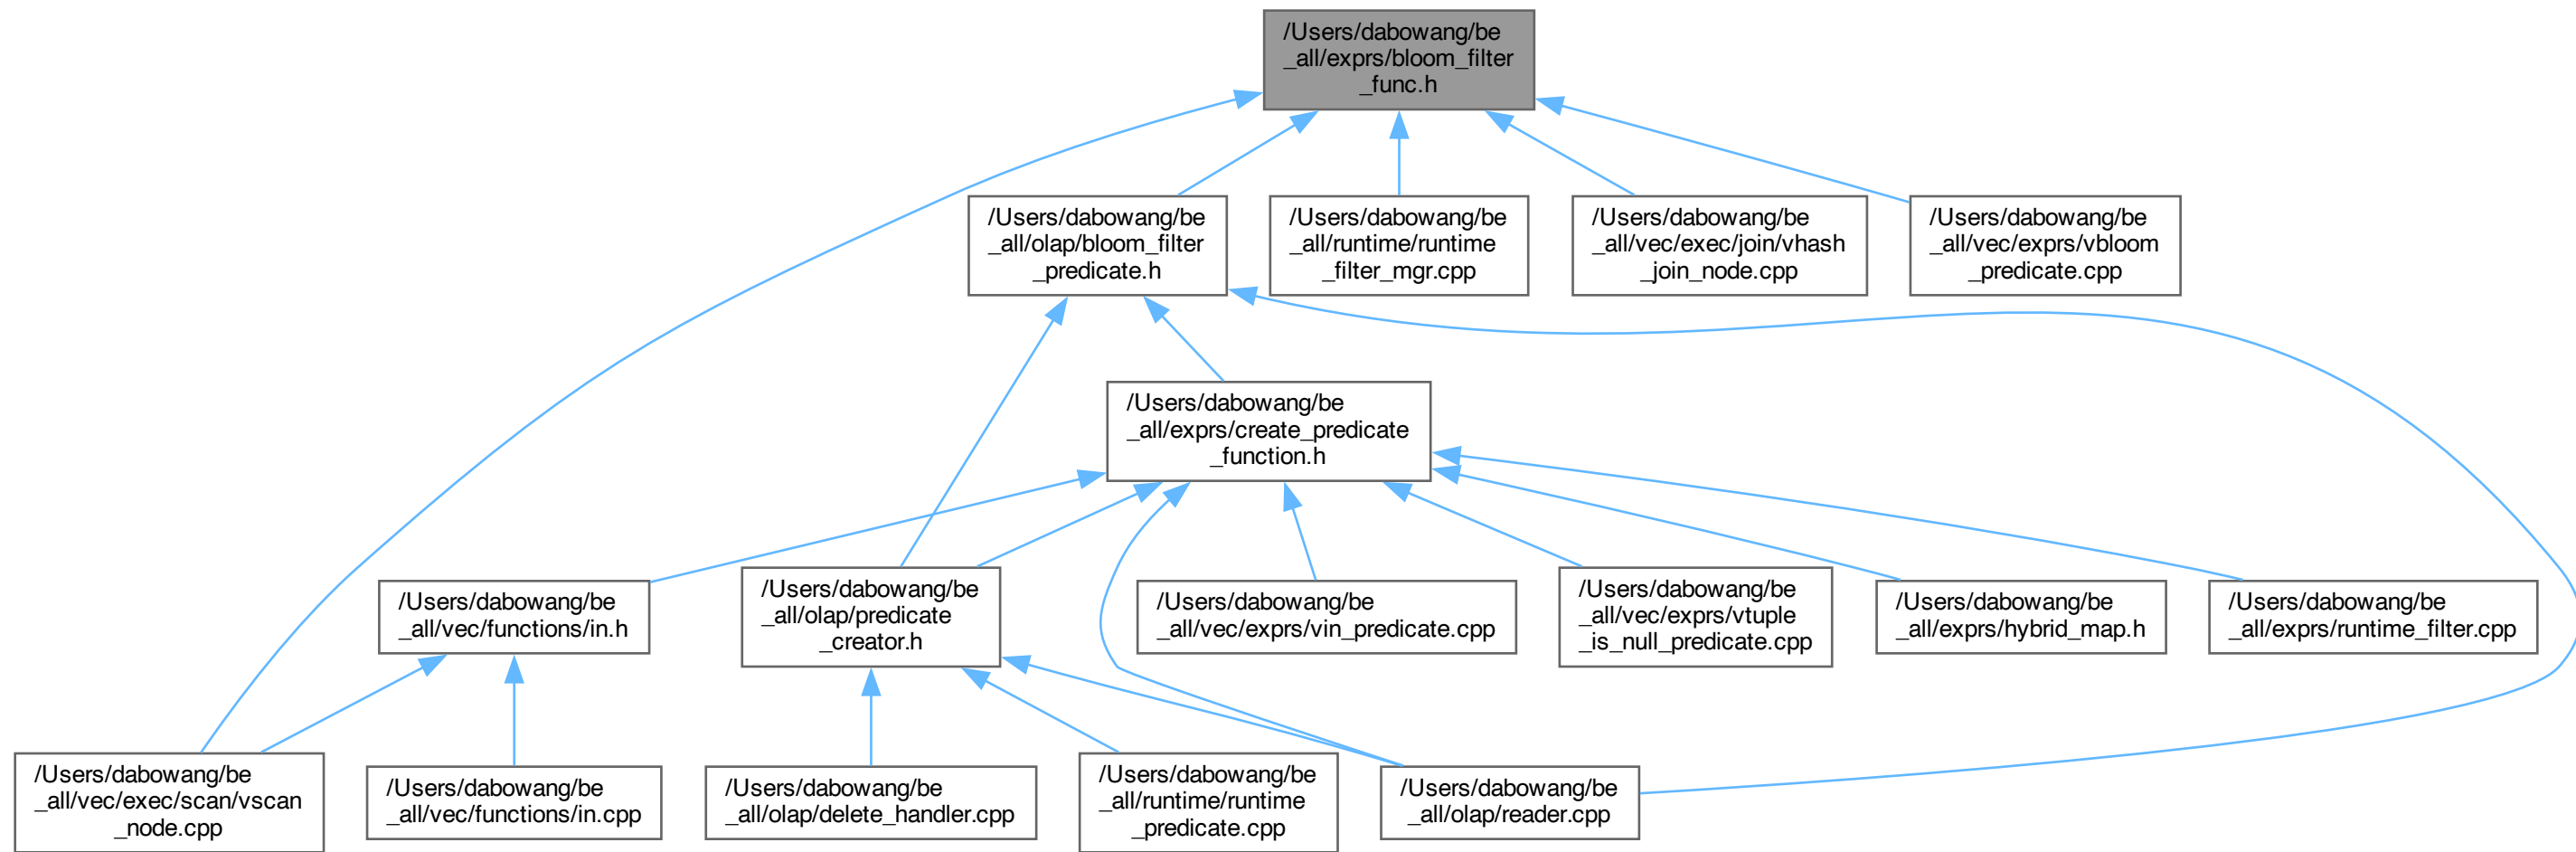 /Users/dabowang/be
_all/exprs/bloom_filter
_func.h
/Users/dabowang/be
_all/olap/bloom_filter
_predicate.h
/Users/dabowang/be
_all/runtime/runtime
_filter_mgr.cpp
/Users/dabowang/be
_all/vec/exec/join/vhash
_join_node.cpp
/Users/dabowang/be
_all/vec/exprs/vbloom
_predicate.cpp
/Users/dabowang/be
_all/exprs/create_predicate
_function.h
/Users/dabowang/be
_all/vec/functions/in.h
/Users/dabowang/be
_all/olap/predicate
_creator.h
/Users/dabowang/be
_all/vec/exprs/vin_predicate.cpp
/Users/dabowang/be
_all/vec/exprs/vtuple
_is_null_predicate.cpp
/Users/dabowang/be
_all/exprs/hybrid_map.h
/Users/dabowang/be
_all/exprs/runtime_filter.cpp
/Users/dabowang/be
_all/vec/exec/scan/vscan
_node.cpp
/Users/dabowang/be
_all/vec/functions/in.cpp
/Users/dabowang/be
_all/olap/delete_handler.cpp
/Users/dabowang/be
_all/runtime/runtime
_predicate.cpp
/Users/dabowang/be
_all/olap/reader.cpp